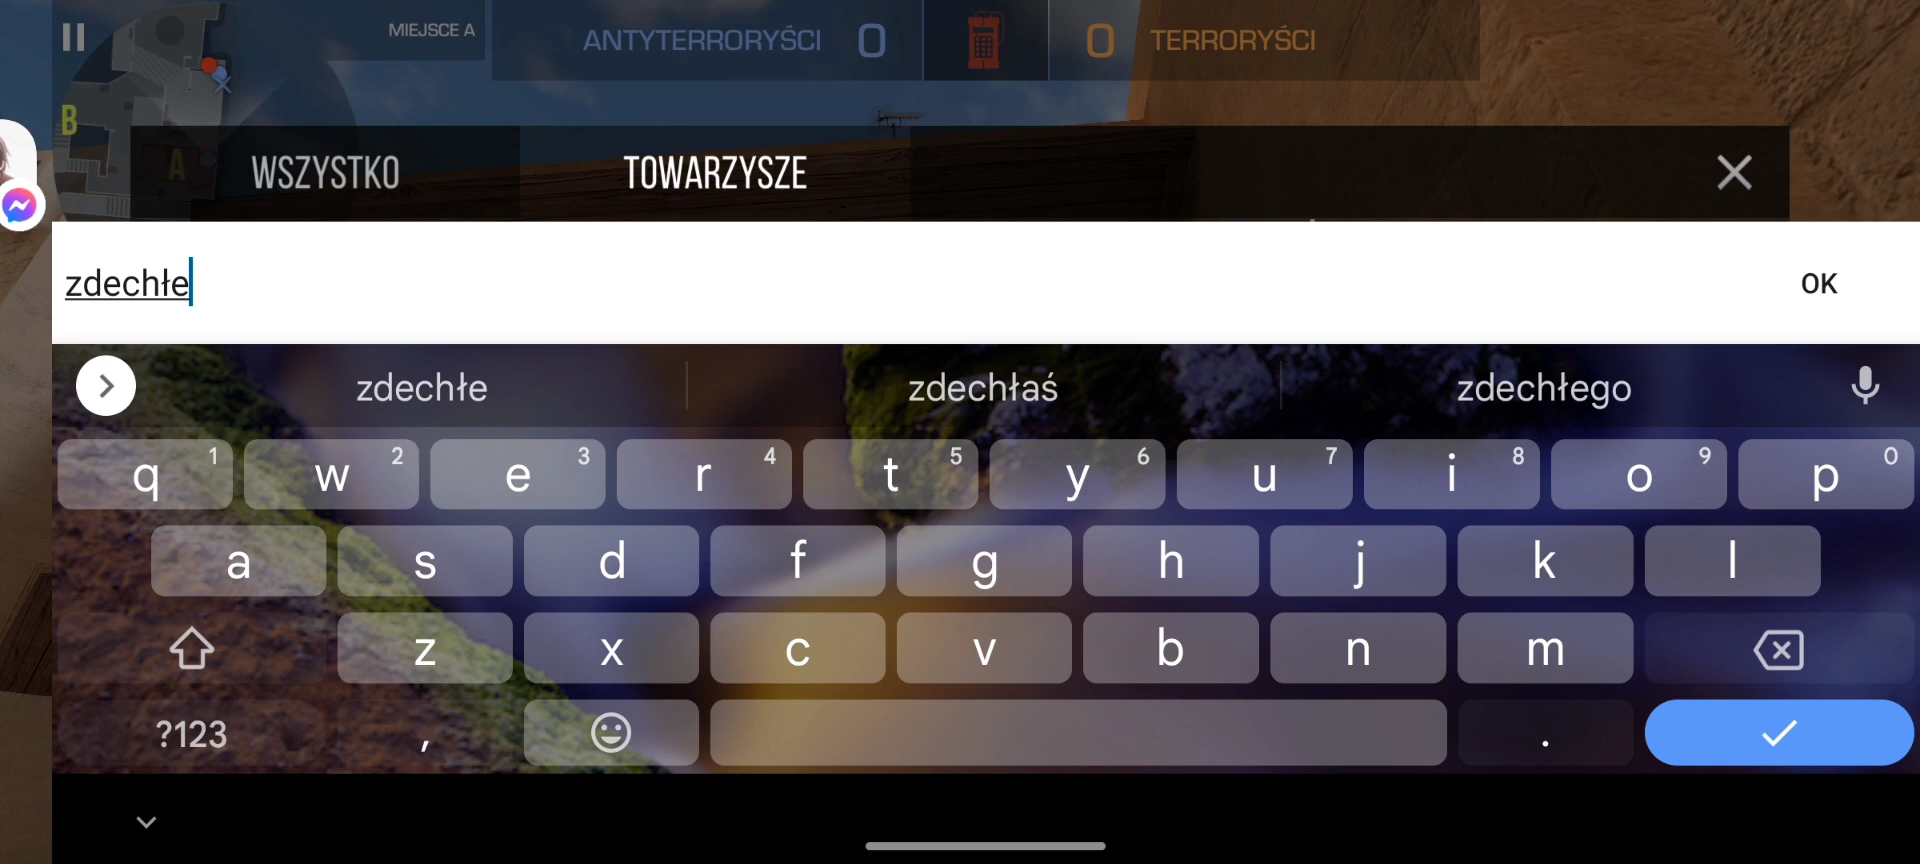 MIEJSCE A
ANTYTERRORYŚCI 0
0 TERRORYŚCI
B
A
WSZYSTKO
TOWARZYSZE
zdechłe
OK
zdechłe zdechłaś zdechłego
q 1 w 2 e 3 r 4 t 5 y 6 u 7 i 8 o 9 p 0
a s d f g h j k l
z x c v b n m
?123 , .